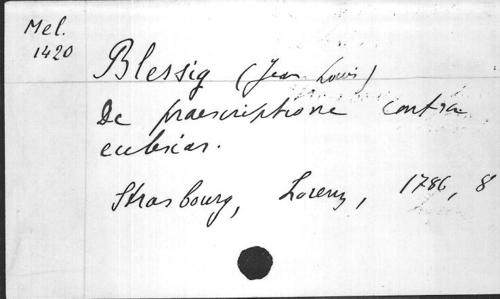 Mel.
1420
Blessig (Jean Louis)
De praescriptione contra
ecclesias.
Strasbourg, Lorenz, 1786, 8